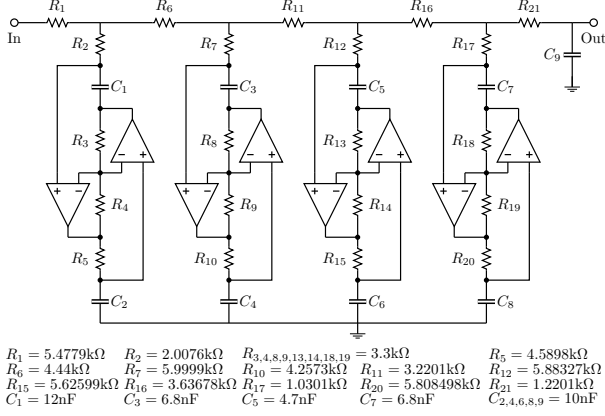 R1 R6 R11 R16 R21
In Out
R2 R7 R12 R17 C9
C1 C3 C5 C7
R3 R8 R13 R18
− + − + − + − +
+ − + − + − + −
R4 R9 R14 R19
R5 R10 R15 R20
C2 C4 C6 C8
R1 = 5.4779kΩ R2 = 2.0076kΩ R3,4,8,9,13,14,18,19 = 3.3kΩ R5 = 4.5898kΩ
R6 = 4.44kΩ R7 = 5.9999kΩ R10 = 4.2573kΩ R11 = 3.2201kΩ R12 = 5.88327kΩ
R15 = 5.62599kΩ R16 = 3.63678kΩ R17 = 1.0301kΩ R20 = 5.808498kΩ R21 = 1.2201kΩ
C1 = 12nF C3 = 6.8nF C5 = 4.7nF C7 = 6.8nF C2,4,6,8,9 = 10nF